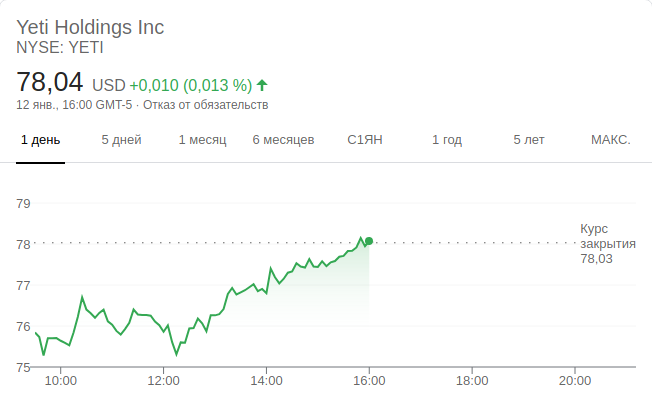 Yeti Holdings Inc
NYSE: YETI
78,04 USD +0,010 (0,013 %)
12 янв., 16:00 GMT-5 · Отказ от обязательств
1 день 5 дней 1 месяц 6 месяцев С1ЯН 1 год 5 лет МАКС.
79
78
77
76
75
Курс
закрытия
78,03
10:00 12:00 14:00 16:00 18:00 20:00